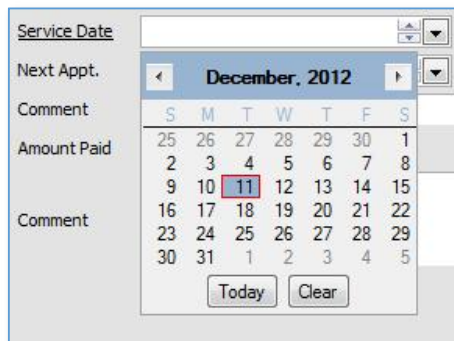 Service Date
Next Appt.
December, 2012
Comment
S M T W T F S
Amount Paid
25 26 27 28 29 30 1
2 3 4 5 6 7 8
9 10 11 12 13 14 15
Comment
16 17 18 19 20 21 22
23 24 25 26 27 28 29
30 31 1 2 3 4 5
Today Clear